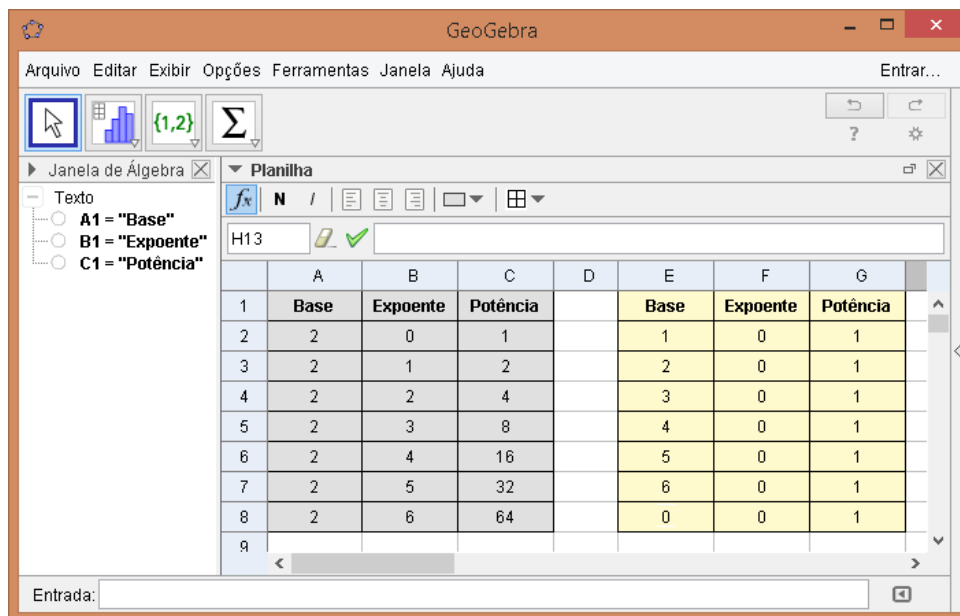 GeoGebra
Arquivo Editar Exibir Opções Ferramentas Janela Ajuda Entrar...
{1,2} Σ ?
Janela de Álgebra Planilha
Texto
A1 = "Base"
B1 = "Expoente"
C1 = "Potência"
fx N I
H13
A B C D E F G
1 Base Expoente Potência Base Expoente Potência
2 2 0 1 1 0 1
3 2 1 2 2 0 1
4 2 2 4 3 0 1
5 2 3 8 4 0 1
6 2 4 16 5 0 1
7 2 5 32 6 0 1
8 2 6 64 0 0 1
9
Entrada: